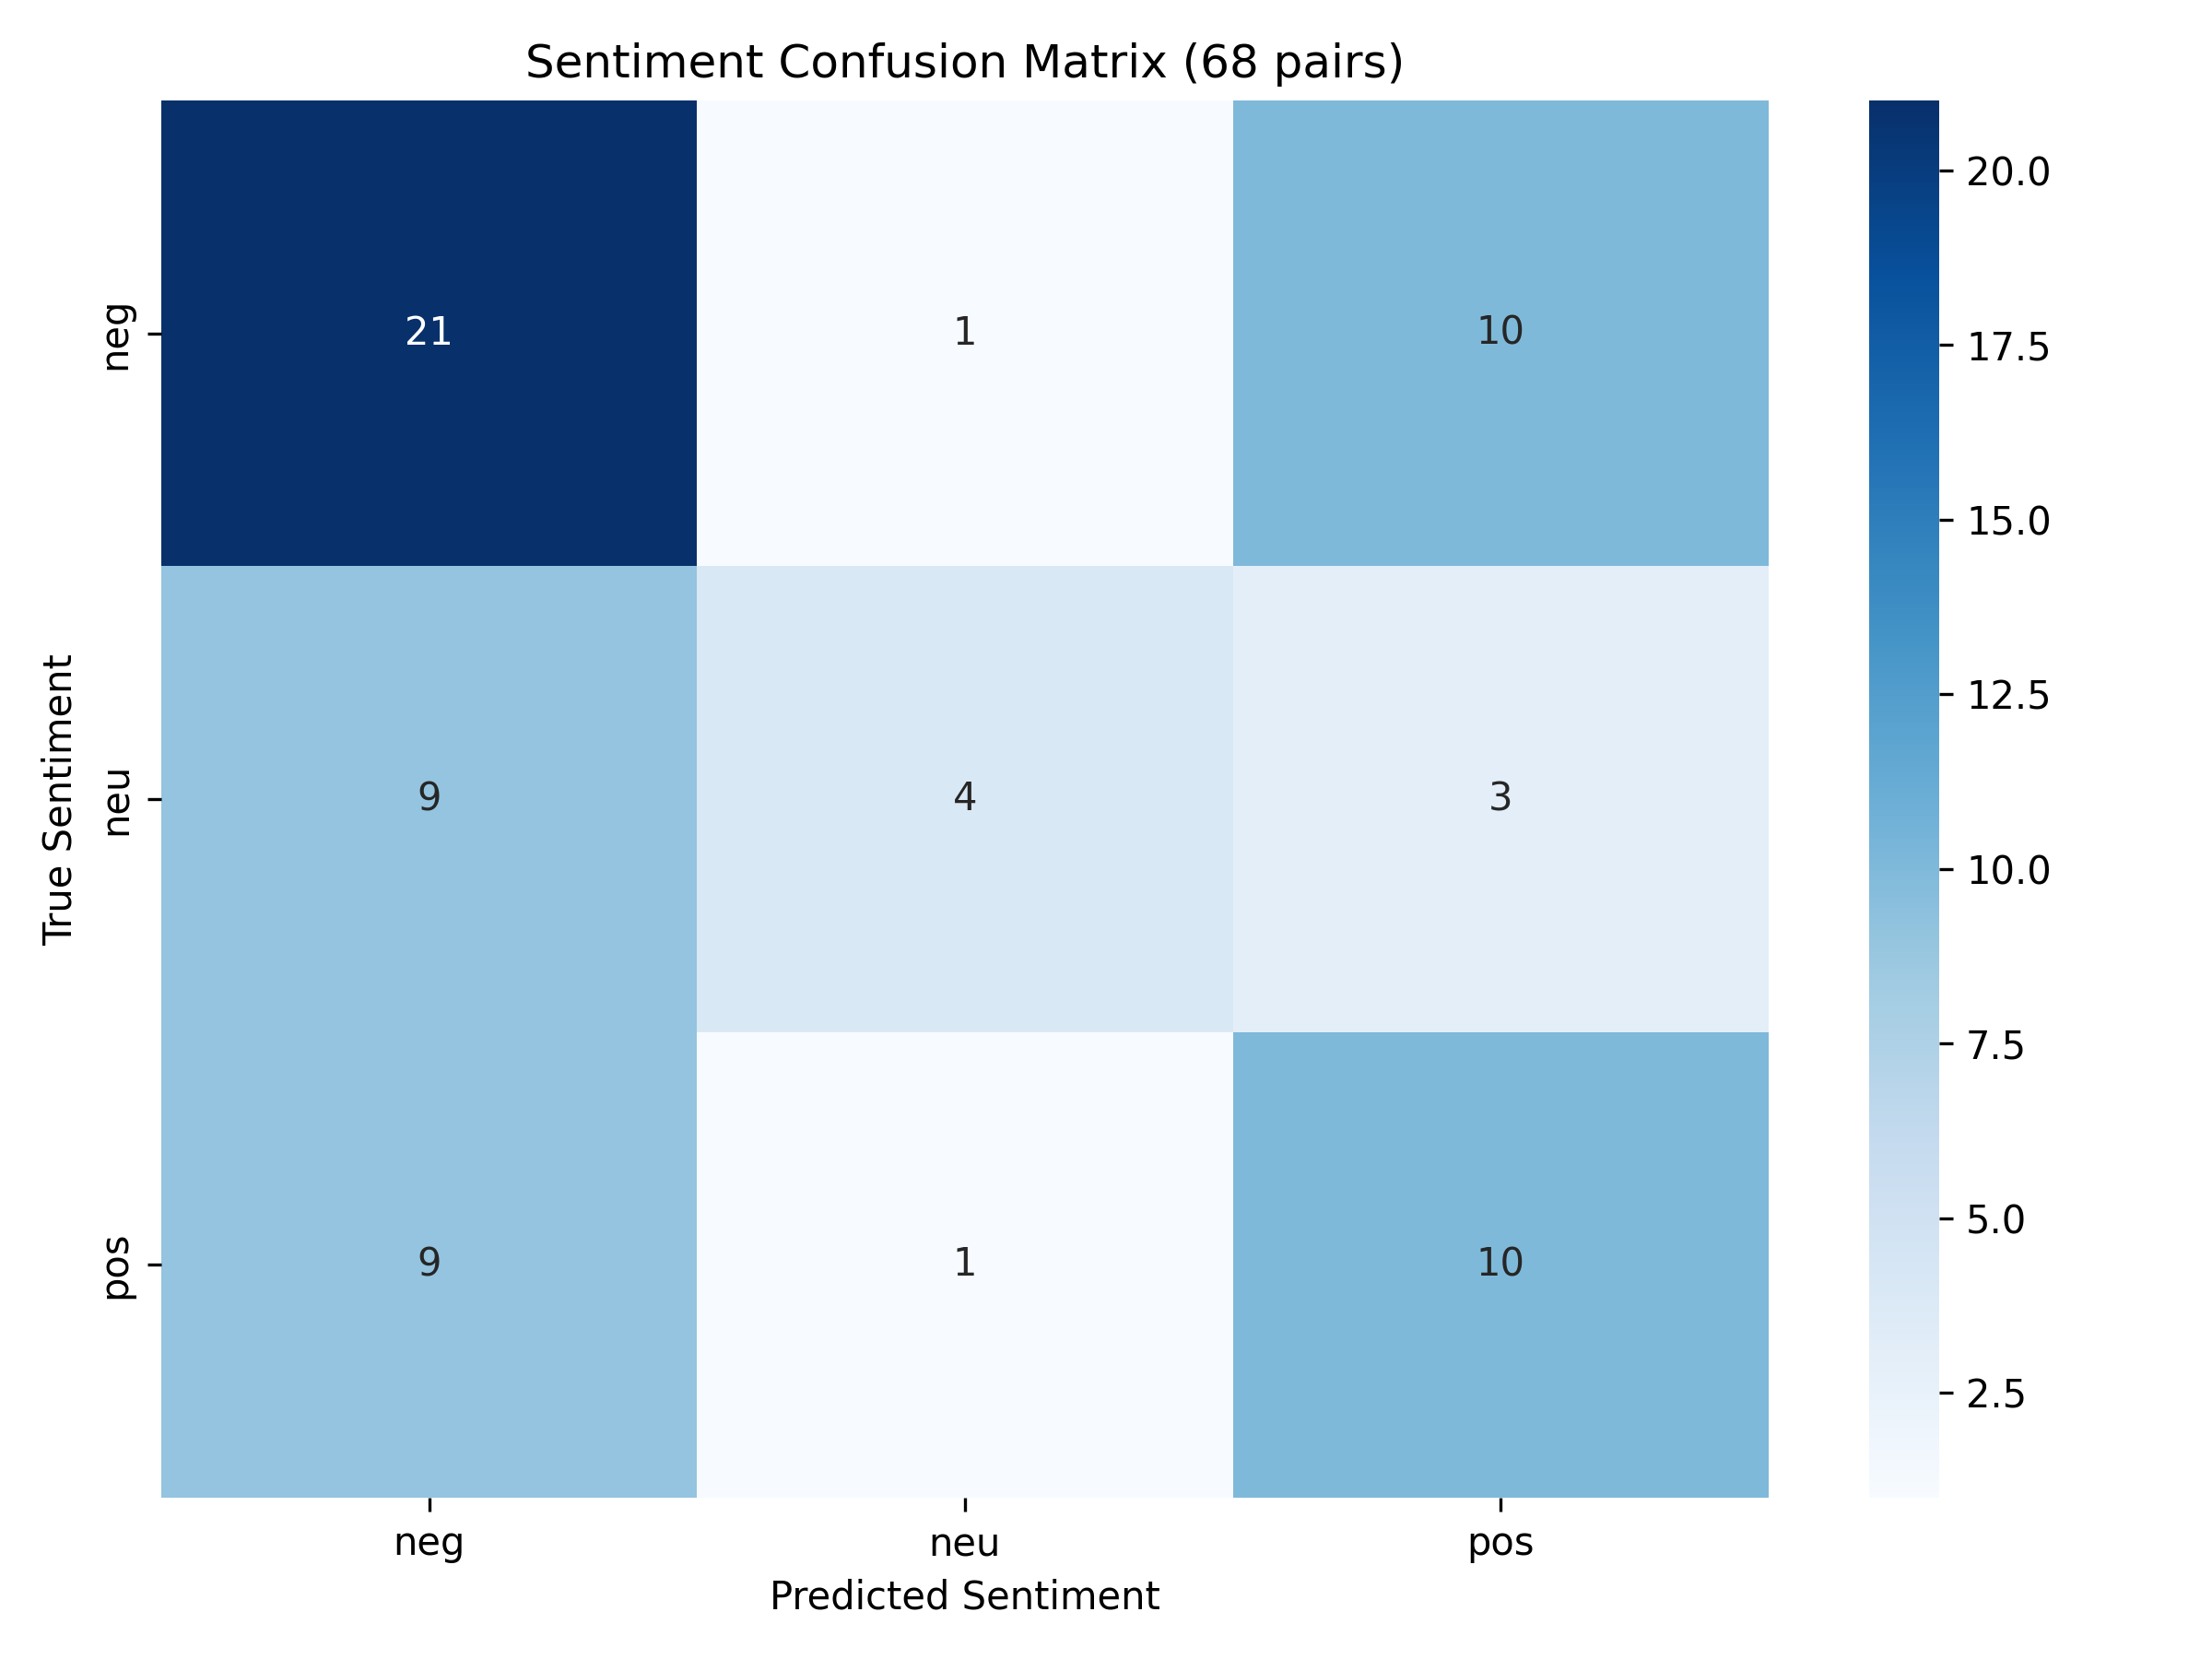 Sentiment Confusion Matrix (68 pairs)
True Sentiment
neg
21
1
10
neu
9
4
3
pos
9
1
10
neg
neu
pos
Predicted Sentiment
20.0
17.5
15.0
12.5
10.0
7.5
5.0
2.5